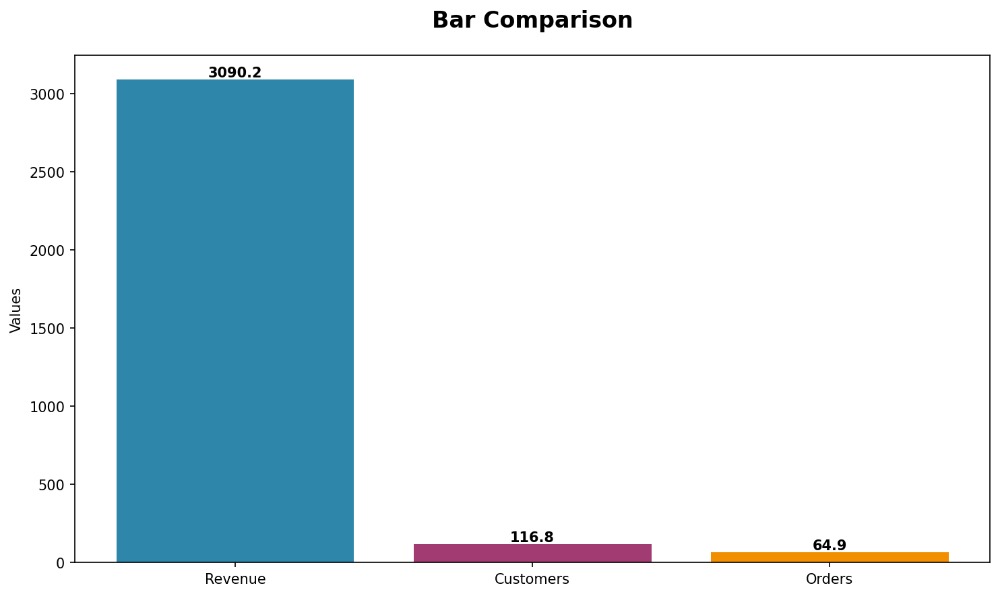 Bar Comparison
3090.2
3000
2500
2000
Values
1500
1000
500
116.8
64.9
0
Revenue
Customers
Orders